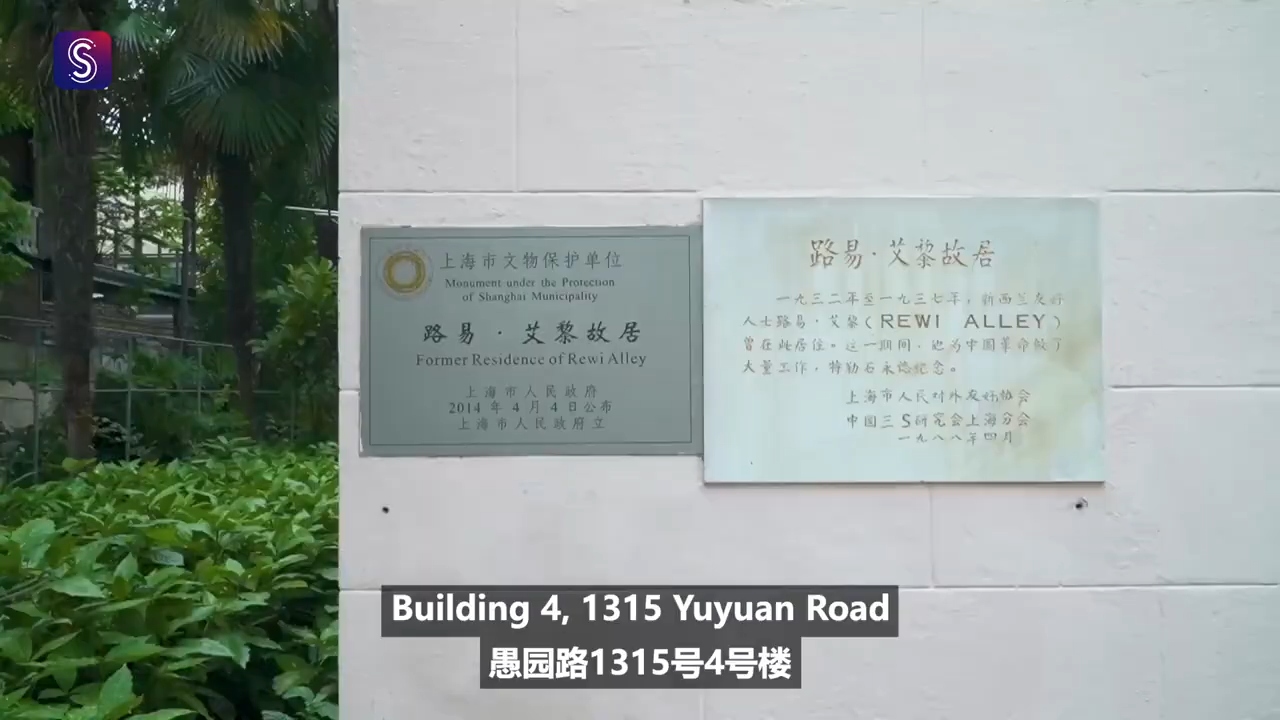 S
上海市文物保护单位
Monument under the Protection
of Shanghai Municipality
路易·艾黎故居
Former Residence of Rewi Alley
上海市人民政府
2014年4月4日公布
上海市人民政府立
路易·艾黎故居
一九三二年至一九三七年，新西兰友好
人士路易·艾黎(REWI ALLEY)
曾在此居住。这一期间，他为中国革命做了
大量工作，特勒石永志纪念。
上海市人民对外友好协会
中国三S研究会上海分会
一九八八年四月
Building 4, 1315 Yuyuan Road
愚园路1315号4号楼